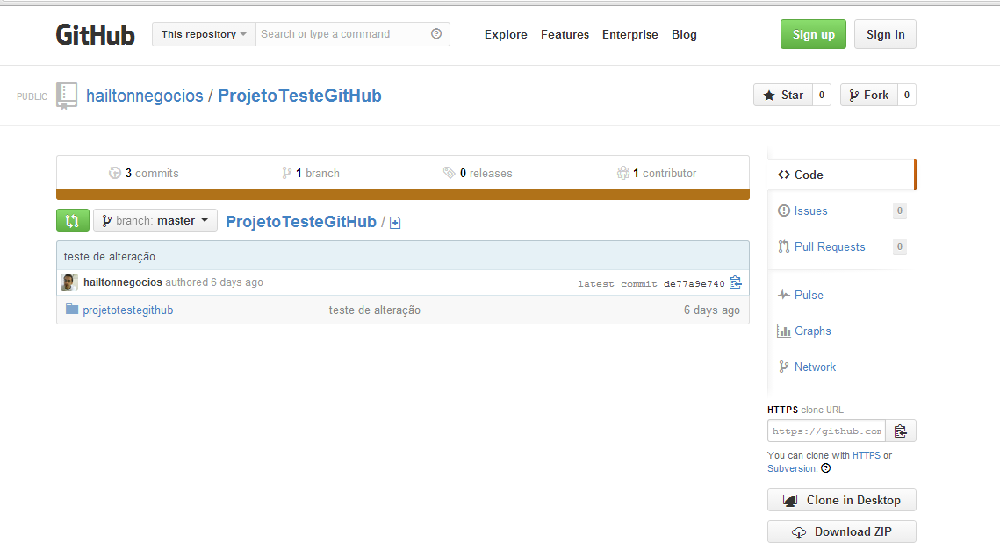 GitHub This repository Search or type a command Explore Features Enterprise Blog Sign up Sign in
PUBLIC hailtonnegocios / ProjetoTesteGitHub Star 0 Fork 0
3 commits 1 branch 0 releases 1 contributor
branch: master ProjetoTesteGitHub /
teste de alteração
hailtonnegocios authored 6 days ago latest commit de77a9e740
projetotestegithub teste de alteração 6 days ago
Code
Issues 0
Pull Requests 0
Pulse
Graphs
Network
HTTPS clone URL
https://github.con
You can clone with HTTPS or
Subversion.
Clone in Desktop
Download ZIP